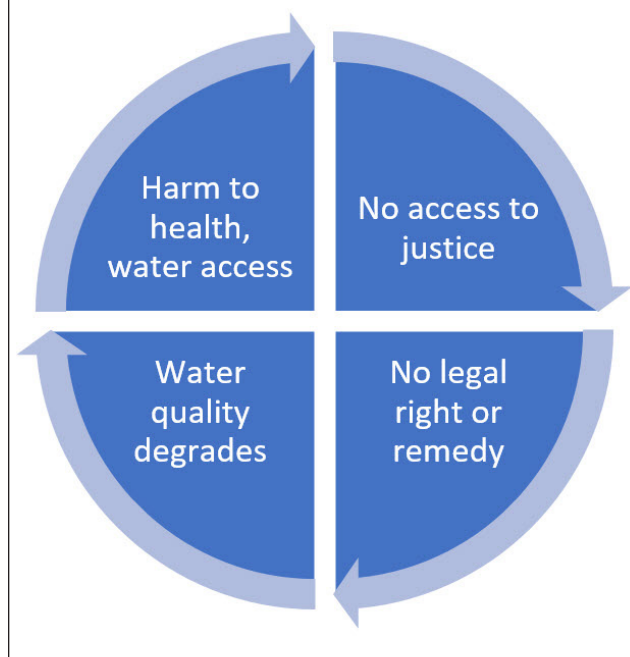 Harm to
health,
water access
No access to
justice
Water
quality
degrades
No legal
right or
remedy